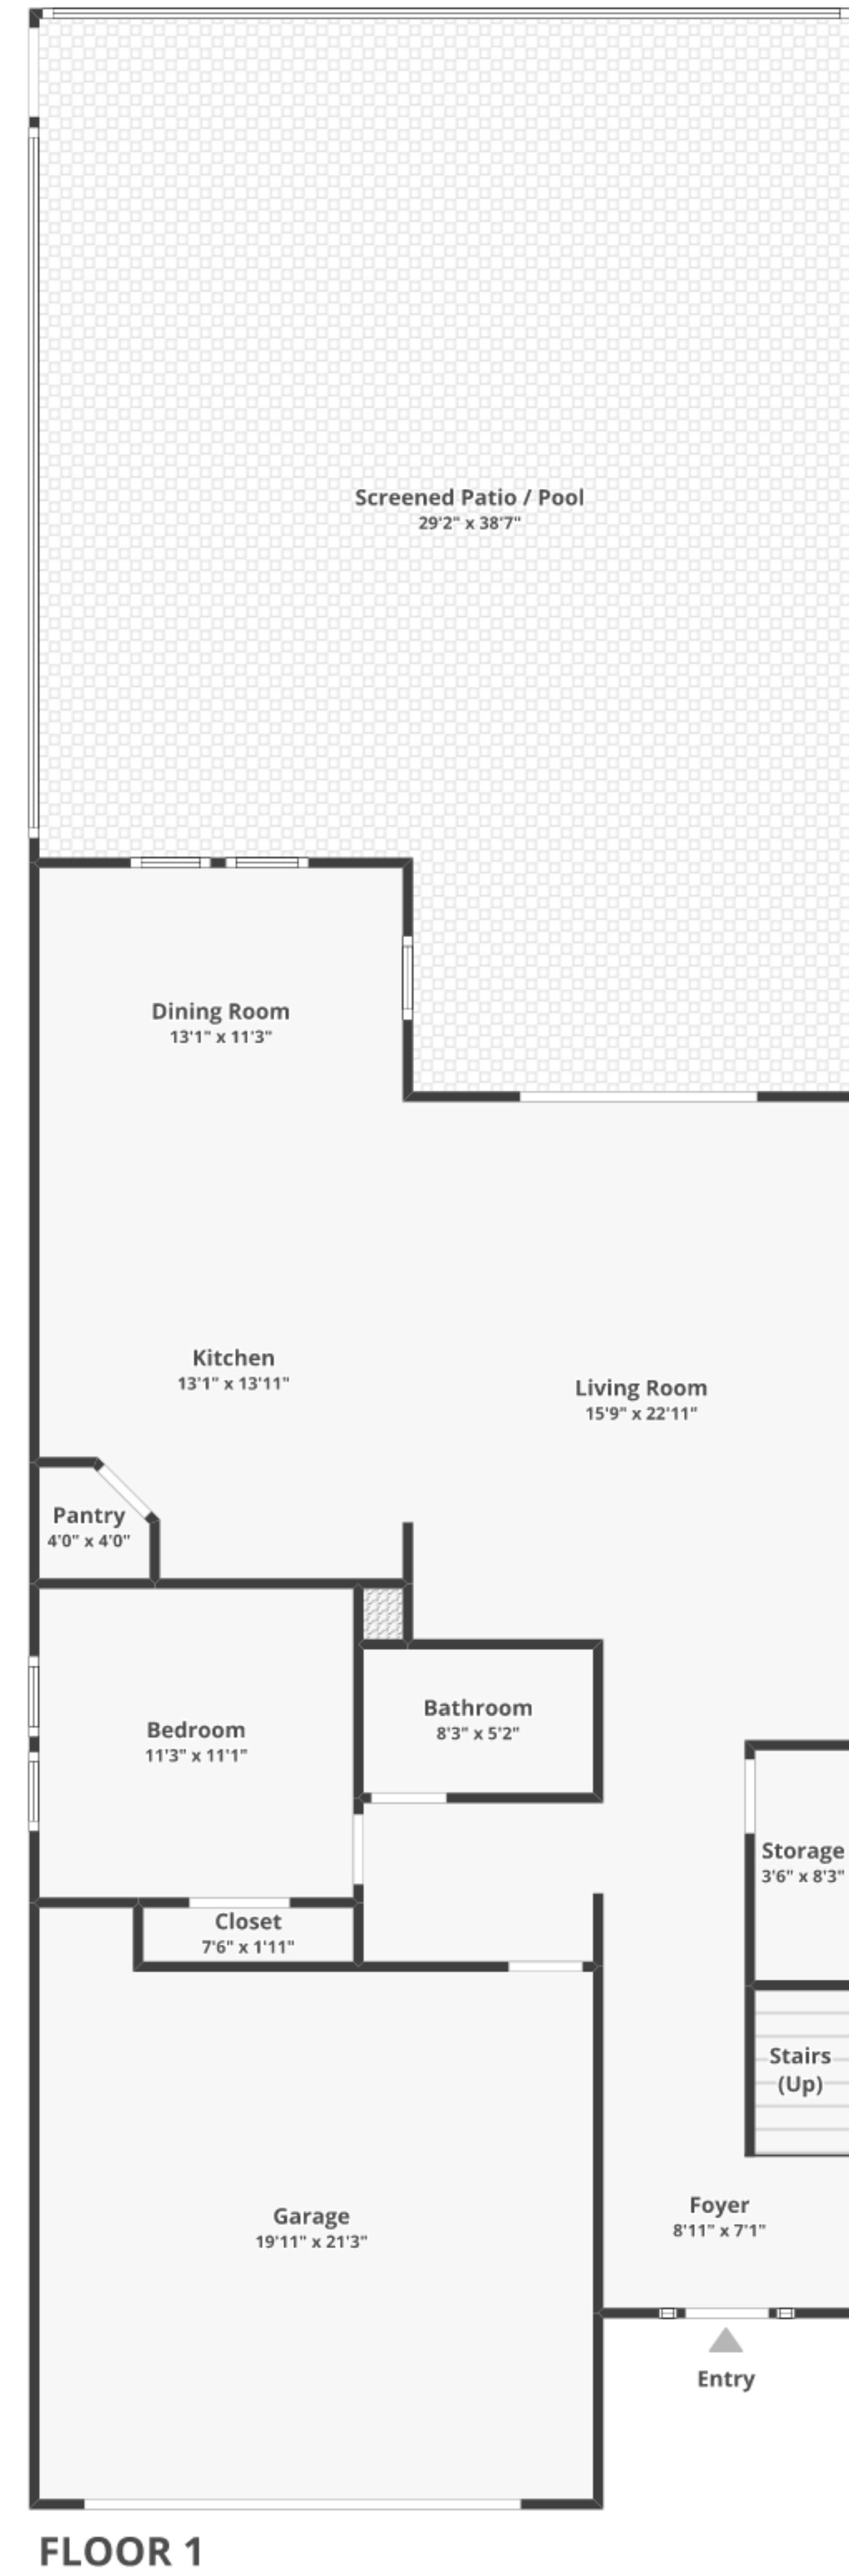 Screened Patio / Pool
29'2" x 38'7"
Dining Room
13'1" x 11'3"
Kitchen
13'1" x 13'11"
Living Room
15'9" x 22'11"
Pantry
4'0" x 4'0"
Bathroom
8'3" x 5'2"
Bedroom
11'3" x 11'1"
Storage
3'6" x 8'3"
Closet
7'6" x 1'11"
Stairs
(Up)
Foyer
8'11" x 7'1"
Garage
19'11" x 21'3"
Entry
FLOOR 1